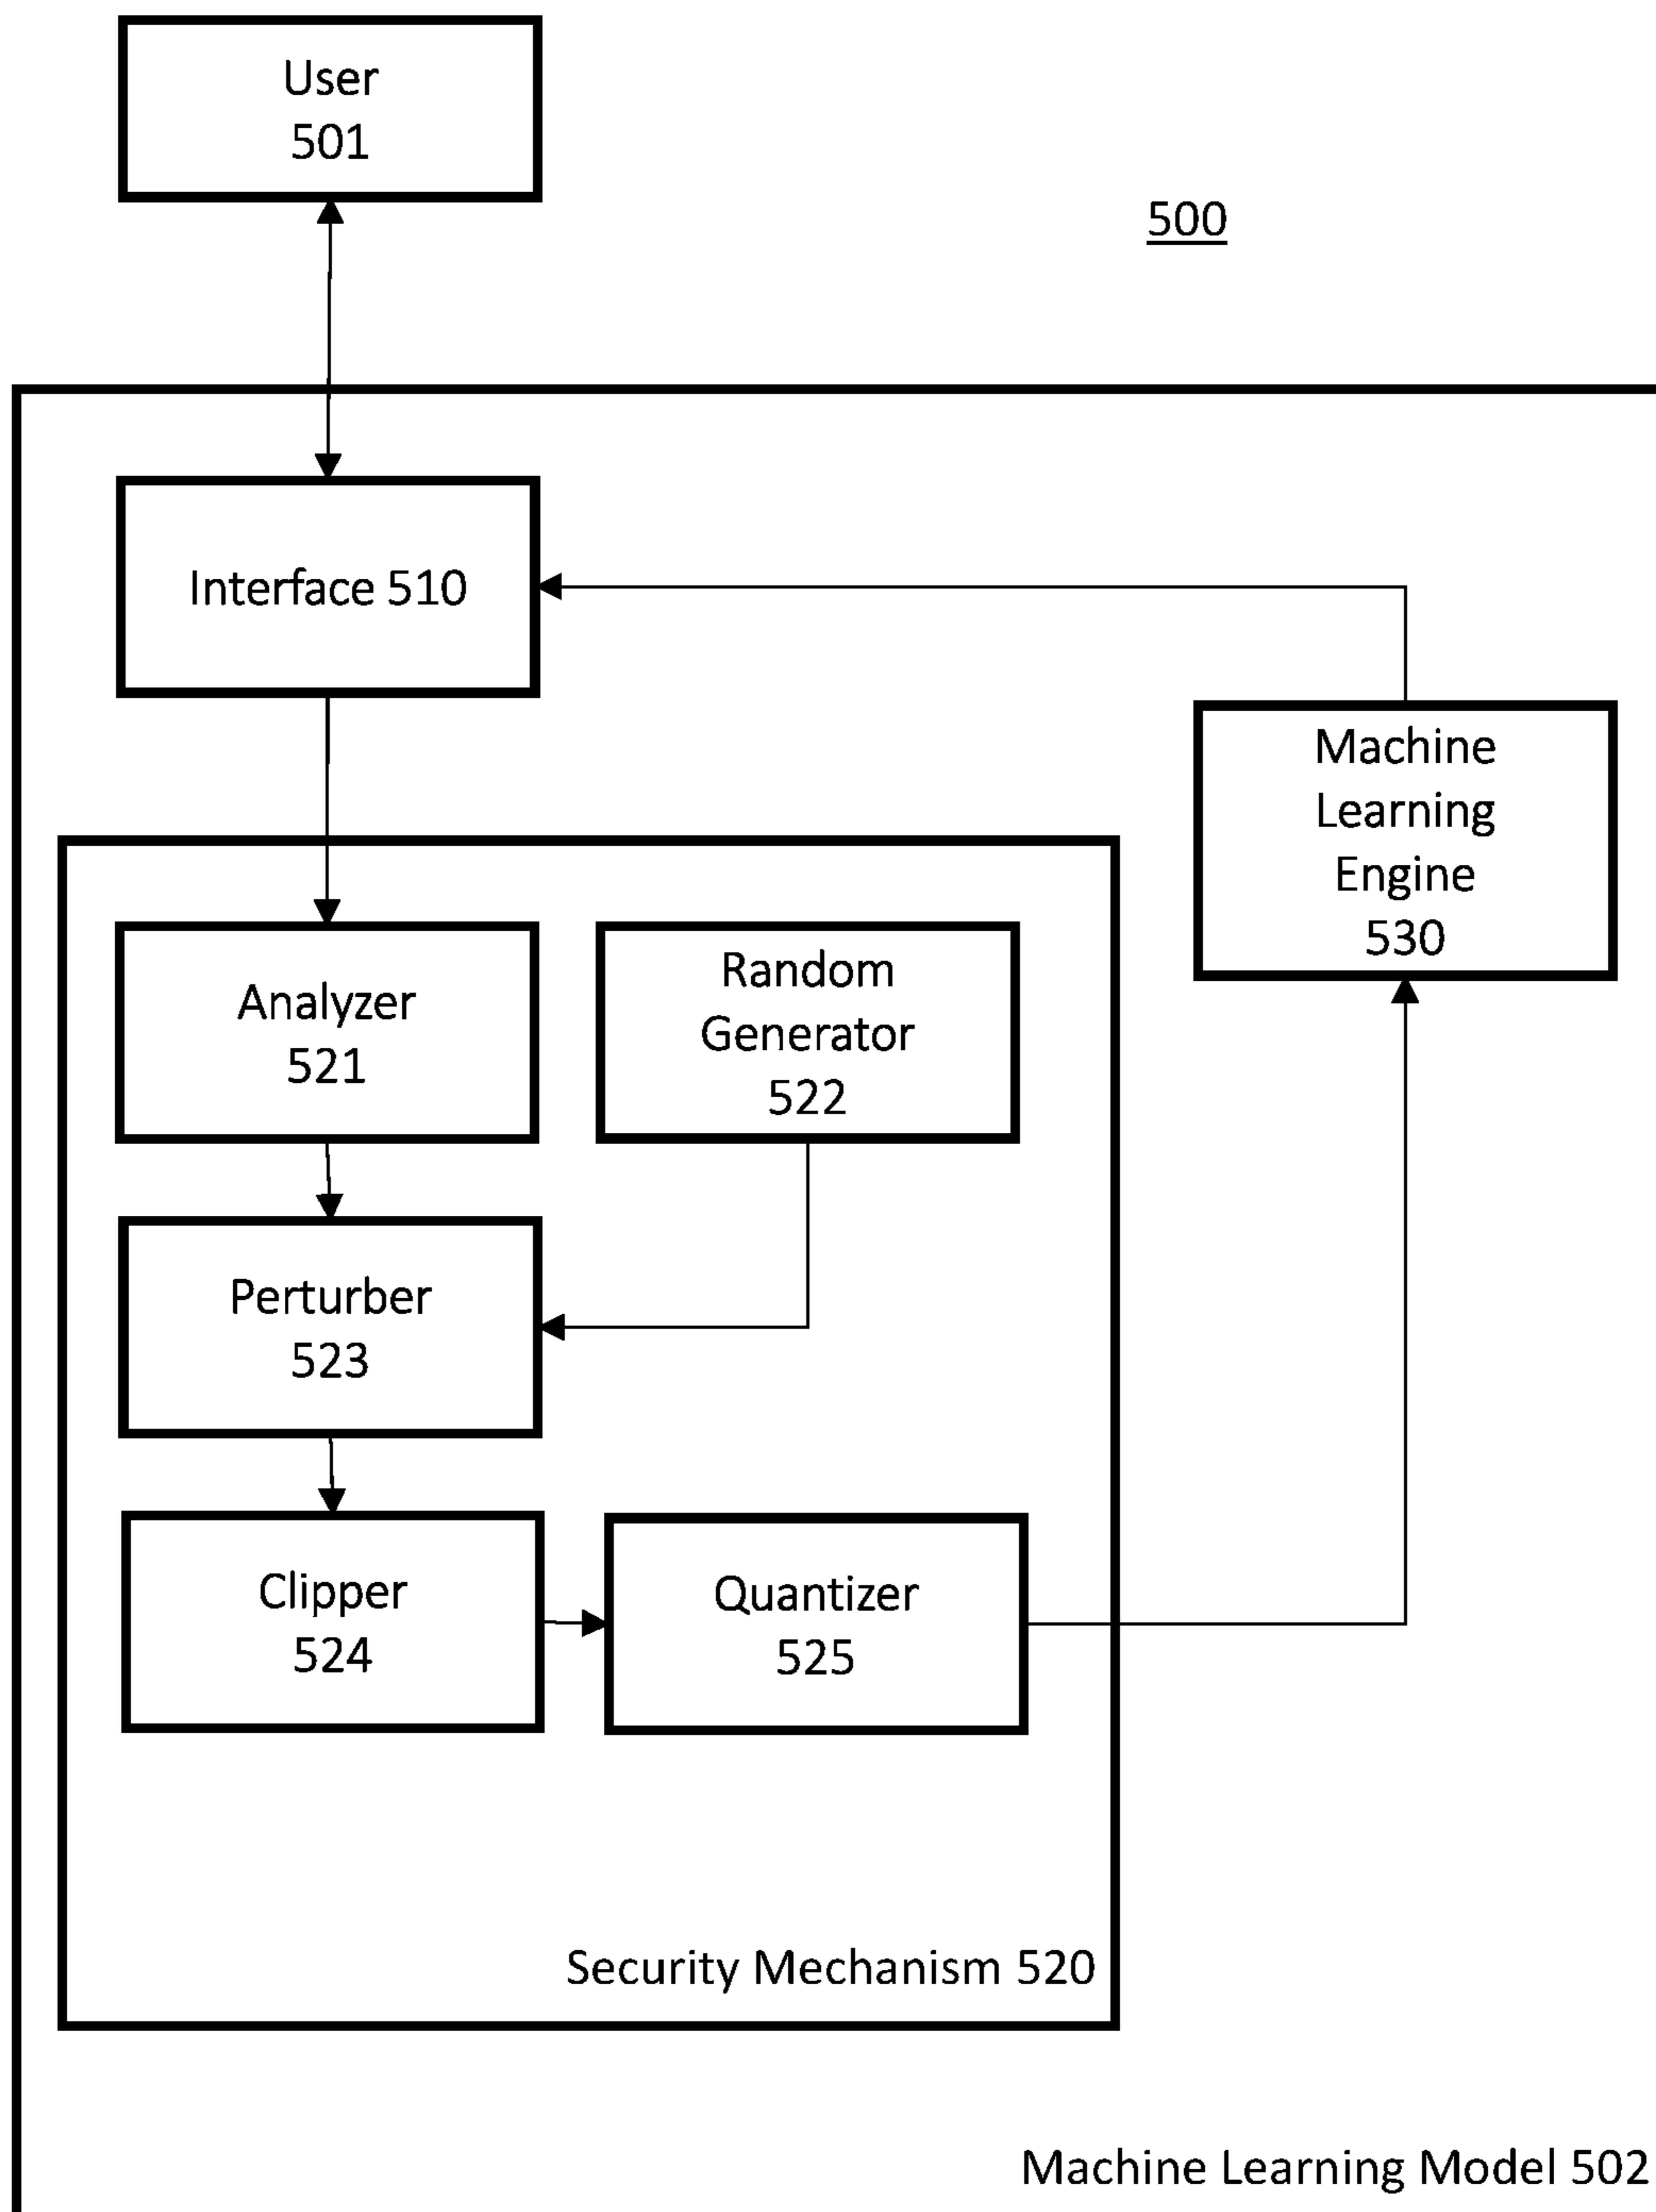 User
501
500
Interface 510
Machine
Learning
Engine
530
Analyzer
521
Random
Generator
522
Perturber
523
Clipper
524
Quantizer
525
Security Mechanism 520
Machine Learning Model 502